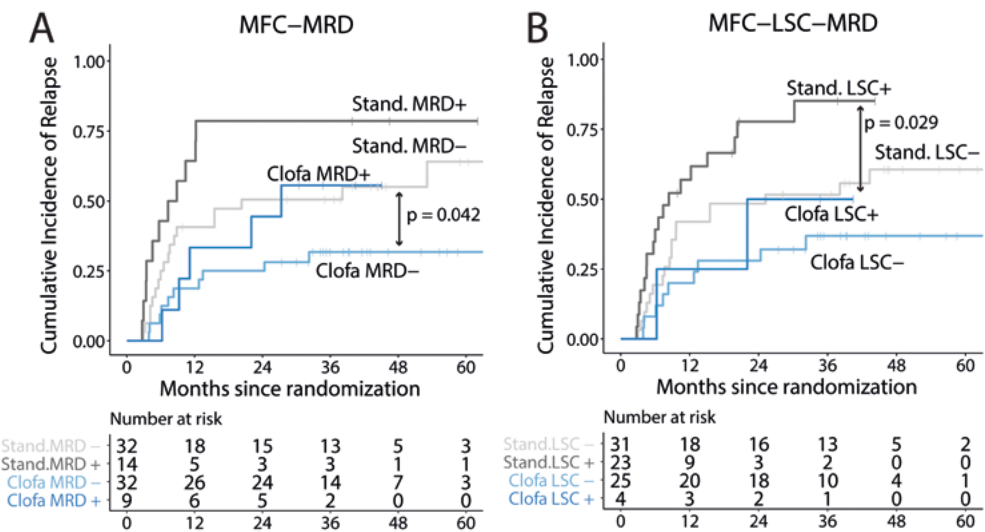 A
MFC−MRD
Cumulative Incidence of Relapse
1.00
0.75
0.50
0.25
0.00
Stand. MRD+
Stand. MRD−
Clofa MRD+
p = 0.042
Clofa MRD−
0 12 24 36 48 60
Months since randomization
Number at risk
Stand.MRD − 32 18 15 13 5 3
Stand.MRD + 14 5 3 3 1 1
Clofa MRD − 32 26 24 14 7 3
Clofa MRD + 9 6 5 2 0 0
0 12 24 36 48 60
B
MFC−LSC−MRD
Cumulative Incidence of Relapse
1.00
0.75
0.50
0.25
0.00
Stand. LSC+
p = 0.029
Stand. LSC−
Clofa LSC+
Clofa LSC−
0 12 24 36 48 60
Months since randomization
Number at risk
Stand.LSC − 31 18 16 13 5 2
Stand.LSC + 23 9 3 2 0 0
Clofa LSC − 25 20 18 10 4 1
Clofa LSC + 4 3 2 1 0 0
0 12 24 36 48 60